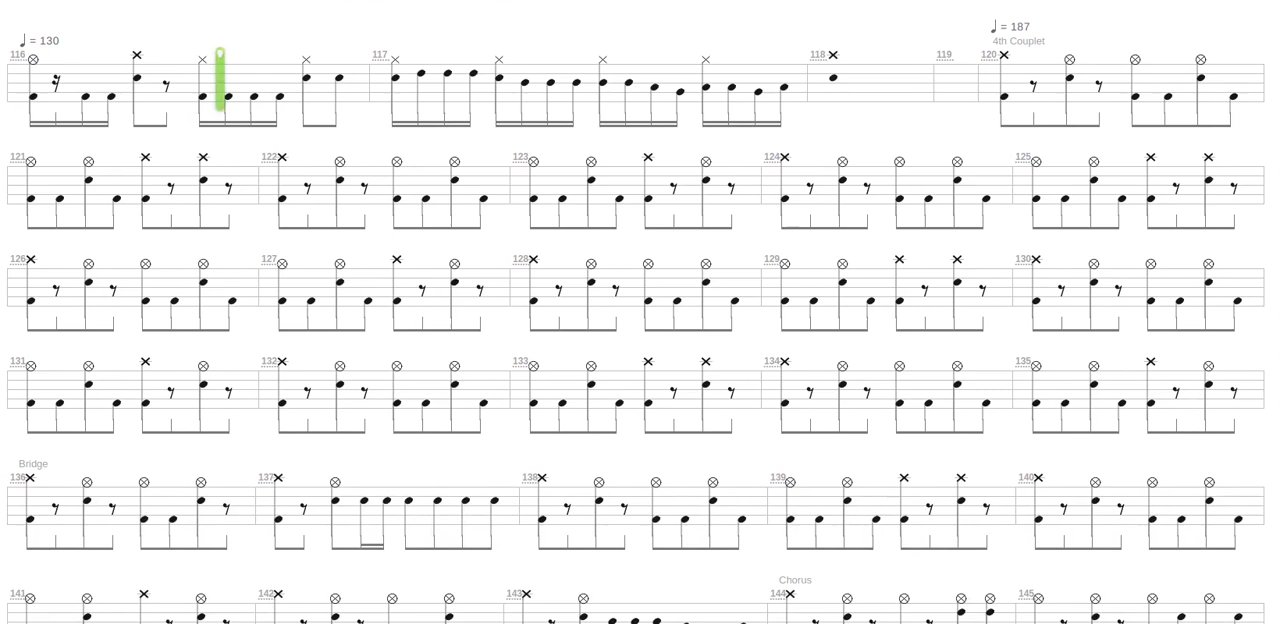 ♩ = 130
♩ = 187
4th Couplet
116 117 118 119 120
121 122 123 124 125
126 127 128 129 130
131 132 133 134 135
Bridge
136 137 138 139 140
Chorus
141 142 143 144 145